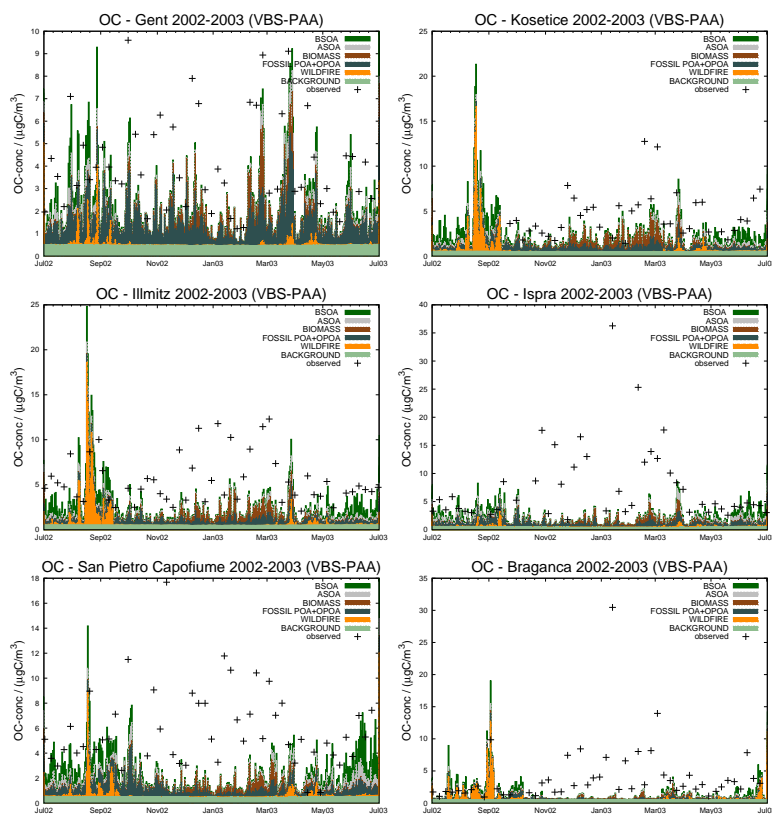 OC - Gent 2002-2003 (VBS-PAA)
OC-conc / (µgC/m³)
10
9
8
7
6
5
4
3
2
1
0
BSOA
ASOA
BIOMASS
FOSSIL POA+OPOA
WILDFIRE
BACKGROUND
observed
Jul02 Sep02 Nov02 Jan03 Mar03 May03 Jul03
OC - Kosetice 2002-2003 (VBS-PAA)
OC-conc / (µgC/m³)
25
20
15
10
5
0
BSOA
ASOA
BIOMASS
FOSSIL POA+OPOA
WILDFIRE
BACKGROUND
observed
Jul02 Sep02 Nov02 Jan03 Mar03 May03 Jul03
OC - Illmitz 2002-2003 (VBS-PAA)
OC-conc / (µgC/m³)
25
20
15
10
5
0
BSOA
ASOA
BIOMASS
FOSSIL POA+OPOA
WILDFIRE
BACKGROUND
observed
Jul02 Sep02 Nov02 Jan03 Mar03 May03 Jul03
OC - Ispra 2002-2003 (VBS-PAA)
OC-conc / (µgC/m³)
40
35
30
25
20
15
10
5
0
BSOA
ASOA
BIOMASS
FOSSIL POA+OPOA
WILDFIRE
BACKGROUND
observed
Jul02 Sep02 Nov02 Jan03 Mar03 May03 Jul03
OC - San Pietro Capofiume 2002-2003 (VBS-PAA)
OC-conc / (µgC/m³)
18
16
14
12
10
8
6
4
2
0
BSOA
ASOA
BIOMASS
FOSSIL POA+OPOA
WILDFIRE
BACKGROUND
observed
Jul02 Sep02 Nov02 Jan03 Mar03 May03 Jul03
OC - Braganca 2002-2003 (VBS-PAA)
OC-conc / (µgC/m³)
35
30
25
20
15
10
5
0
BSOA
ASOA
BIOMASS
FOSSIL POA+OPOA
WILDFIRE
BACKGROUND
observed
Jul02 Sep02 Nov02 Jan03 Mar03 May03 Jul03